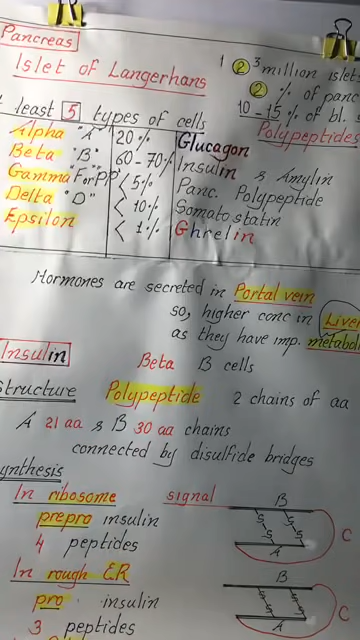 Pancreas
Islet of Langerhans
1 2 3 million islet
2 % of panc
10 - 15% of bl.
least 5 types of cells
Polypeptides
Alpha "A" 20% Glucagon
Beta "B" 60 - 70% Insulin & Amylin
Gamma "F or PP" < 5% Panc. Polypeptide
Delta "D" < 10% Somatostatin
Epsilon < 1% Ghrelin
Hormones are secreted in Portal vein
so, higher conc in Liver
as they have imp. metabol
Insulin Beta B cells
Structure Polypeptide 2 chains of aa
A 21 aa & B 30 aa chains
connected by disulfide bridges
ynthesis
In ribosome signal B
prepro insulin S S
4 peptides S S
A C
In rough ER B
pro insulin S S
3 peptides S S
A C